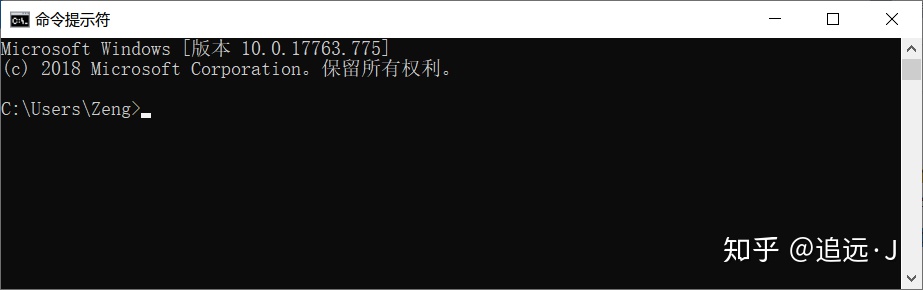 命令提示符
Microsoft Windows [版本 10.0.17763.775]
(c) 2018 Microsoft Corporation。保留所有权利。
C:\Users\Zeng>
知乎 @追远·J